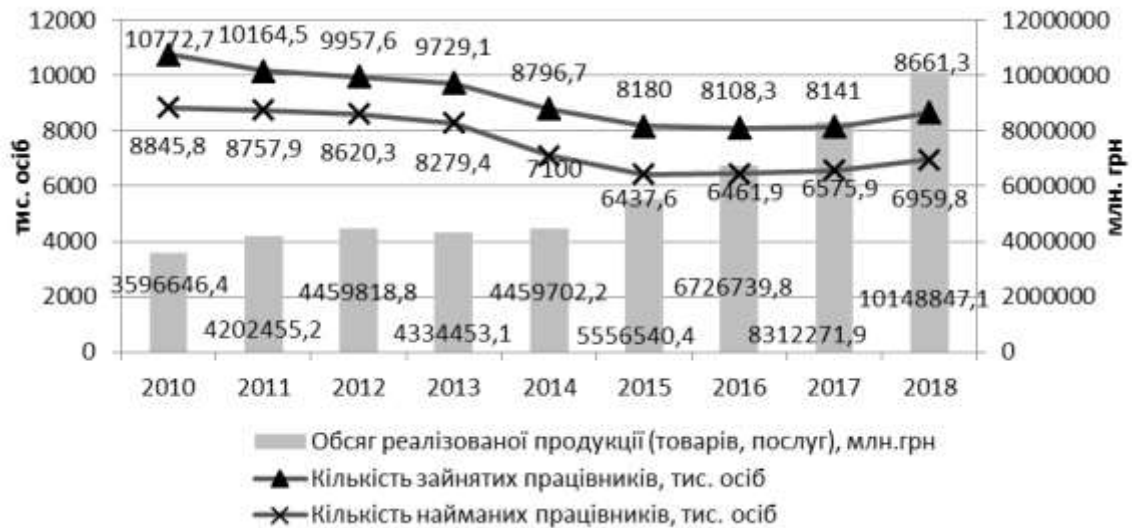 12000
10000
8000
6000
4000
2000
0
тис. осіб
12000000
10000000
8000000
6000000
4000000
2000000
0
млн. грн
10772,7 10164,5 9957,6 9729,1 8796,7 8180 8108,3 8141 8661,3
8845,8 8757,9 8620,3 8279,4 7100 6437,6 6461,9 6575,9 6959,8
3596646,4 4202455,2 4459818,8 4334453,1 4459702,2 5556540,4 6726739,8 8312271,9 10148847,1
2010 2011 2012 2013 2014 2015 2016 2017 2018
Обсяг реалізованої продукції (товарів, послуг), млн.грн
Кількість зайнятих працівників, тис. осіб
Кількість найманих працівників, тис. осіб